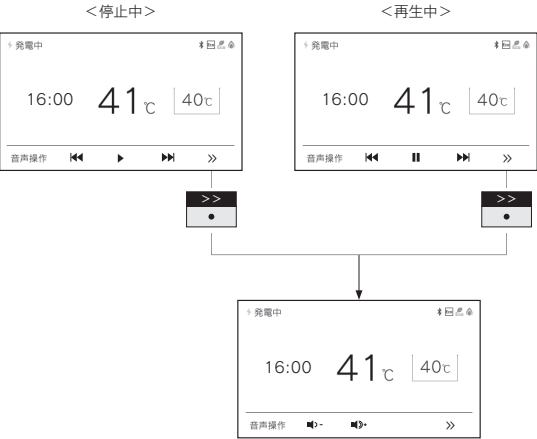 ＜停止中＞
＜再生中＞
発電中
16:00 41℃ 40℃
音声操作
>>
発電中
16:00 41℃ 40℃
音声操作
>>
発電中
16:00 41℃ 40℃
音声操作 - +